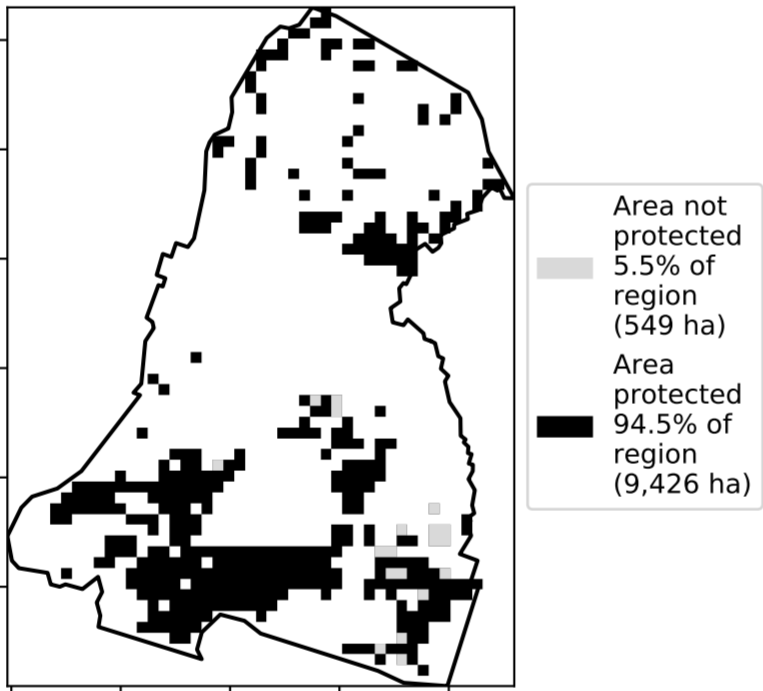 Area not
protected
5.5% of
region
(549 ha)
Area
protected
94.5% of
region
(9,426 ha)